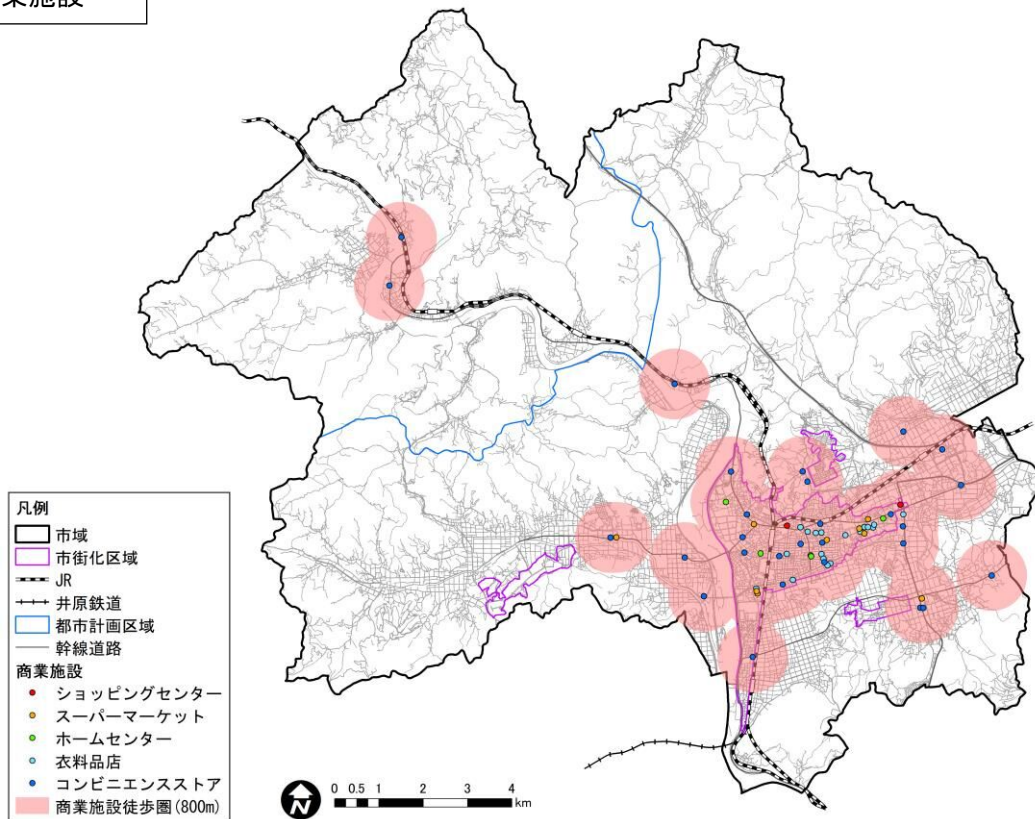 業施設
凡例
市域
市街化区域
JR
井原鉄道
都市計画区域
幹線道路
商業施設
ショッピングセンター
スーパーマーケット
ホームセンター
衣料品店
コンビニエンスストア
商業施設徒歩圏(800m)
N
0 0.5 1 2 3 4
km